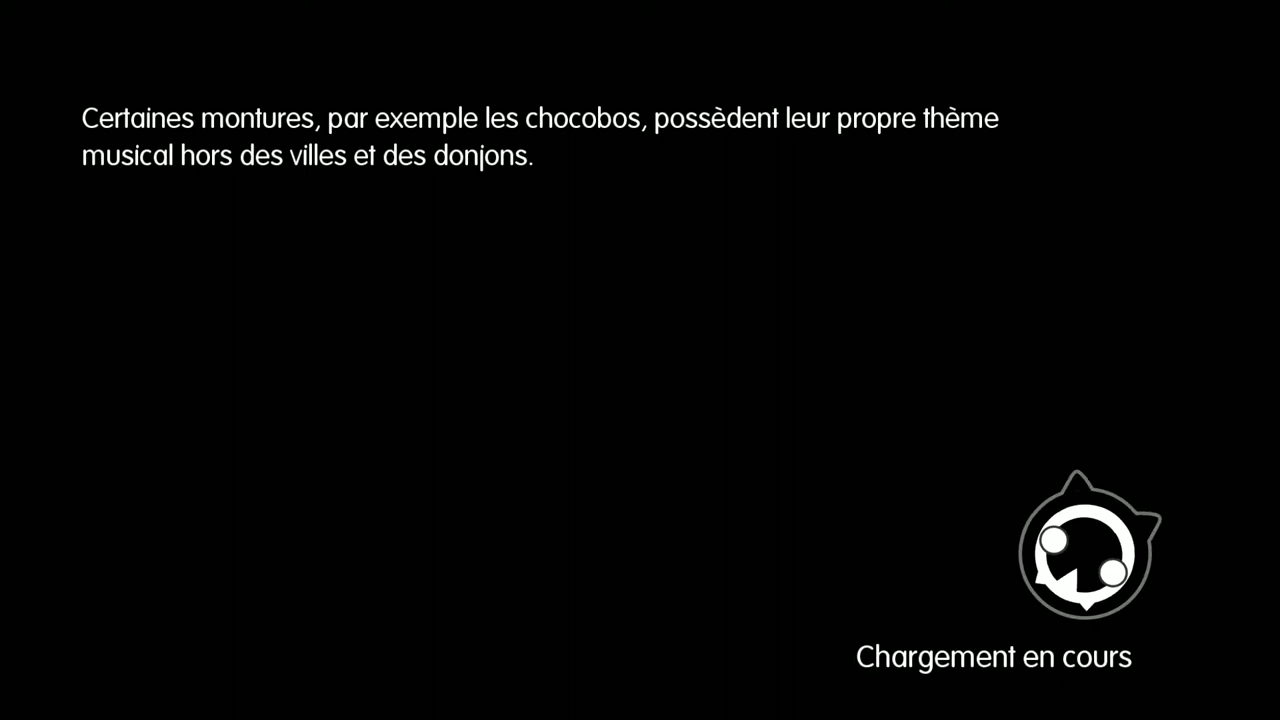 Certaines montures, par exemple les chocobos, possèdent leur propre thème
musical hors des villes et des donjons.
Chargement en cours